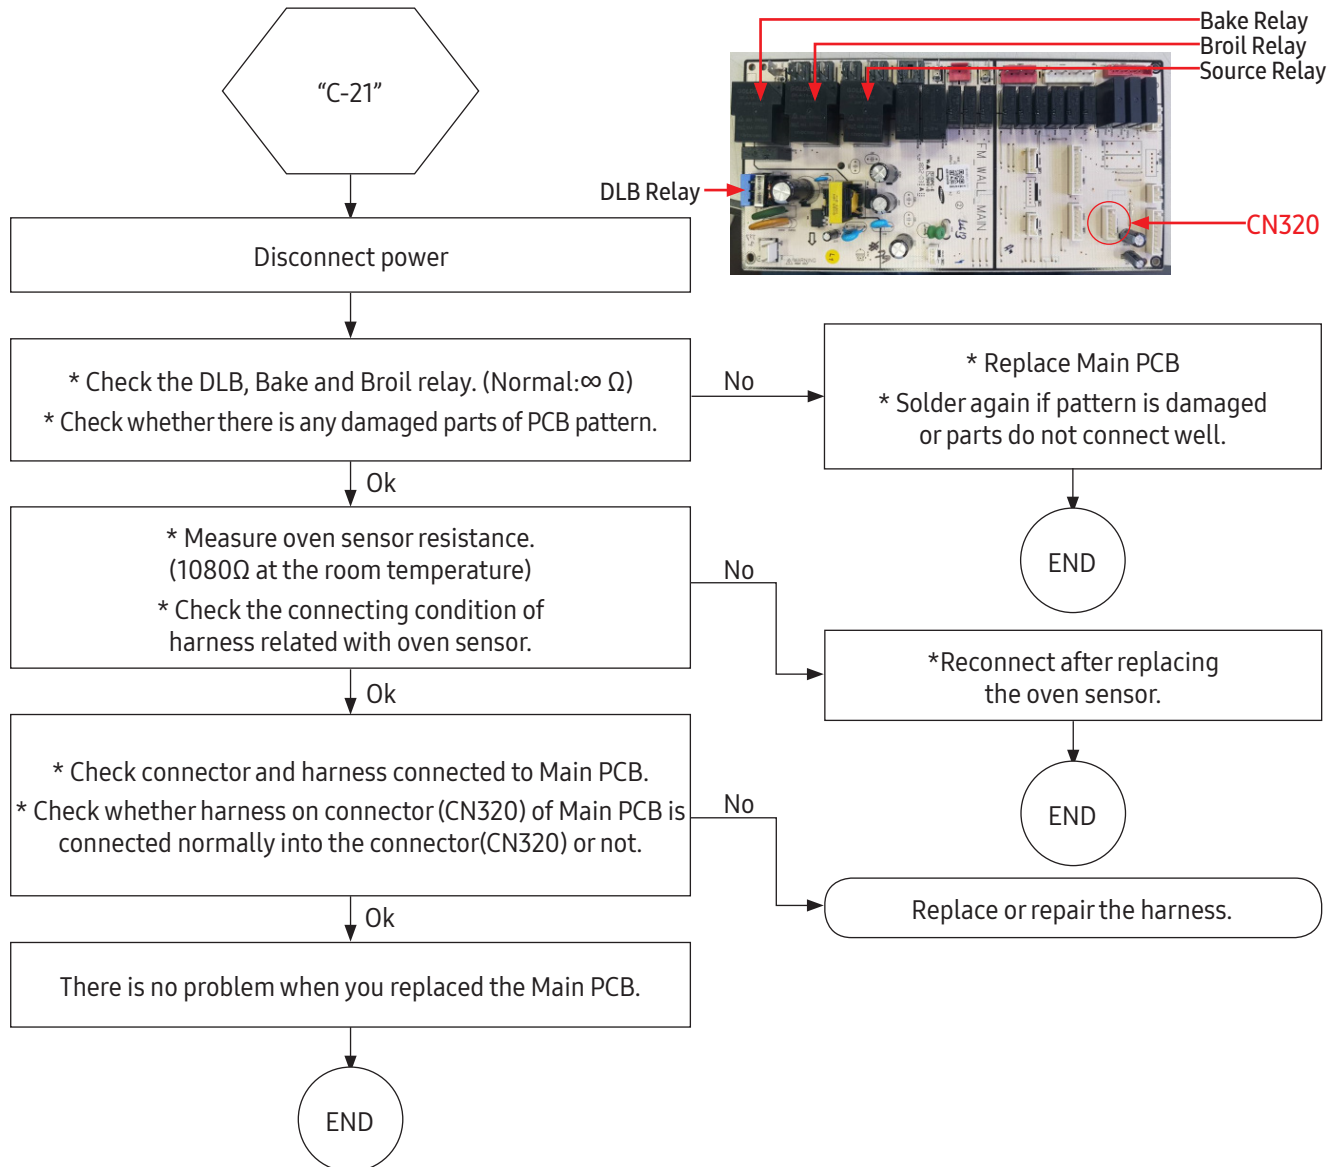 “C-21”
Bake Relay
Broil Relay
Source Relay
DLB Relay
CN320
FM_WALL_MAIN
Disconnect power
* Check the DLB, Bake and Broil relay. (Normal:∞ Ω)
* Check whether there is any damaged parts of PCB pattern.
No
* Replace Main PCB
* Solder again if pattern is damaged
or parts do not connect well.
Ok
END
* Measure oven sensor resistance.
(1080Ω at the room temperature)
* Check the connecting condition of
harness related with oven sensor.
No
*Reconnect after replacing
the oven sensor.
Ok
END
* Check connector and harness connected to Main PCB.
* Check whether harness on connector (CN320) of Main PCB is
connected normally into the connector(CN320) or not.
No
Replace or repair the harness.
Ok
There is no problem when you replaced the Main PCB.
END